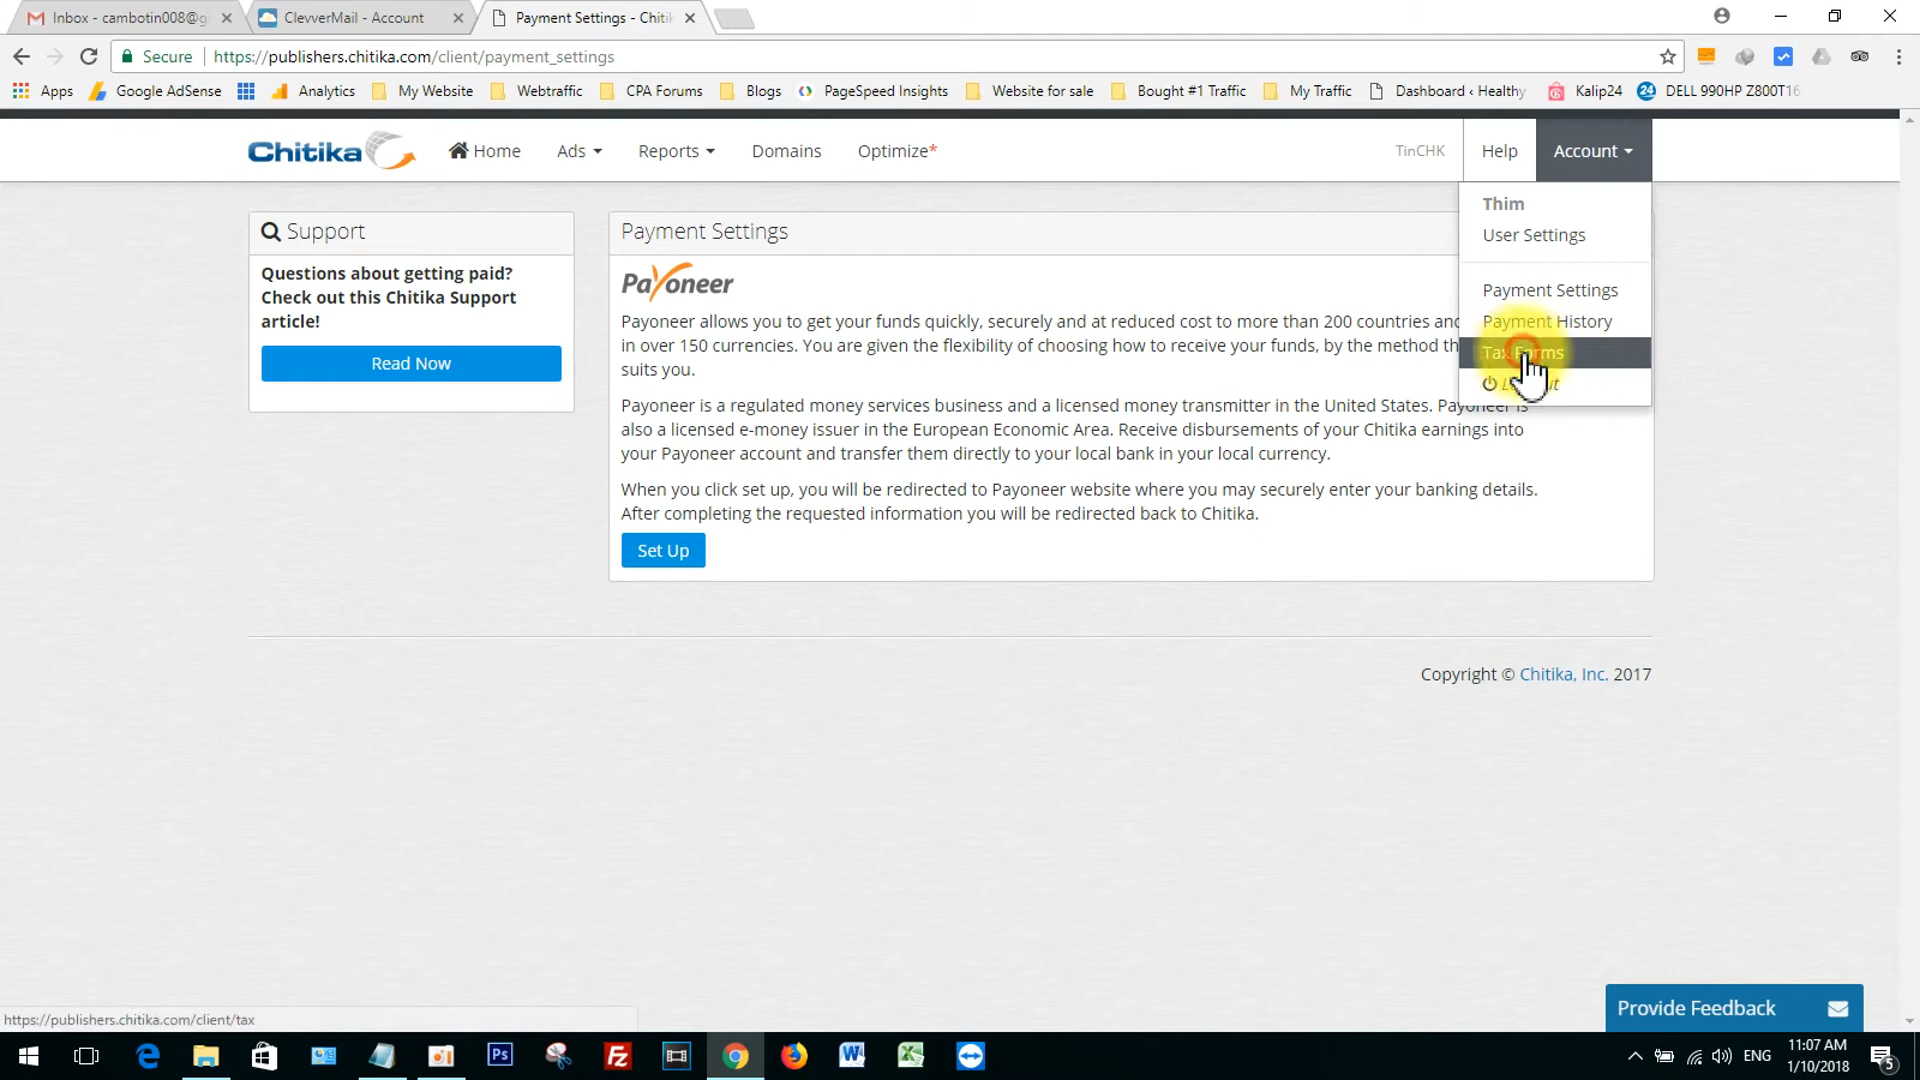 Inbox - cambotin008@g
ClevverMail - Account
Payment Settings - Chiti
Secure
https://publishers.chitika.com/client/payment_settings
Apps
Google AdSense
Analytics
My Website
Webtraffic
CPA Forums
Blogs
PageSpeed Insights
Website for sale
Bought #1 Traffic
My Traffic
Dashboard ‹ Healthy
Kalip24
DELL 990HP Z800T16
Chitika
Home
Ads
Reports
Domains
Optimize*
TinCHK
Help
Account
Thim
User Settings
Payment Settings
Payment History
Tax Forms
Support
Questions about getting paid?
Check out this Chitika Support
article!
Read Now
Payment Settings
Payoneer
Payoneer allows you to get your funds quickly, securely and at reduced cost to more than 200 countries and
in over 150 currencies. You are given the flexibility of choosing how to receive your funds, by the method th
suits you.
Payoneer is a regulated money services business and a licensed money transmitter in the United States. Payoneer is
also a licensed e-money issuer in the European Economic Area. Receive disbursements of your Chitika earnings into
your Payoneer account and transfer them directly to your local bank in your local currency.
When you click set up, you will be redirected to Payoneer website where you may securely enter your banking details.
After completing the requested information you will be redirected back to Chitika.
Set Up
Copyright © Chitika, Inc. 2017
Provide Feedback
https://publishers.chitika.com/client/tax
Ps
Fz
24
ENG
11:07 AM
1/10/2018
5